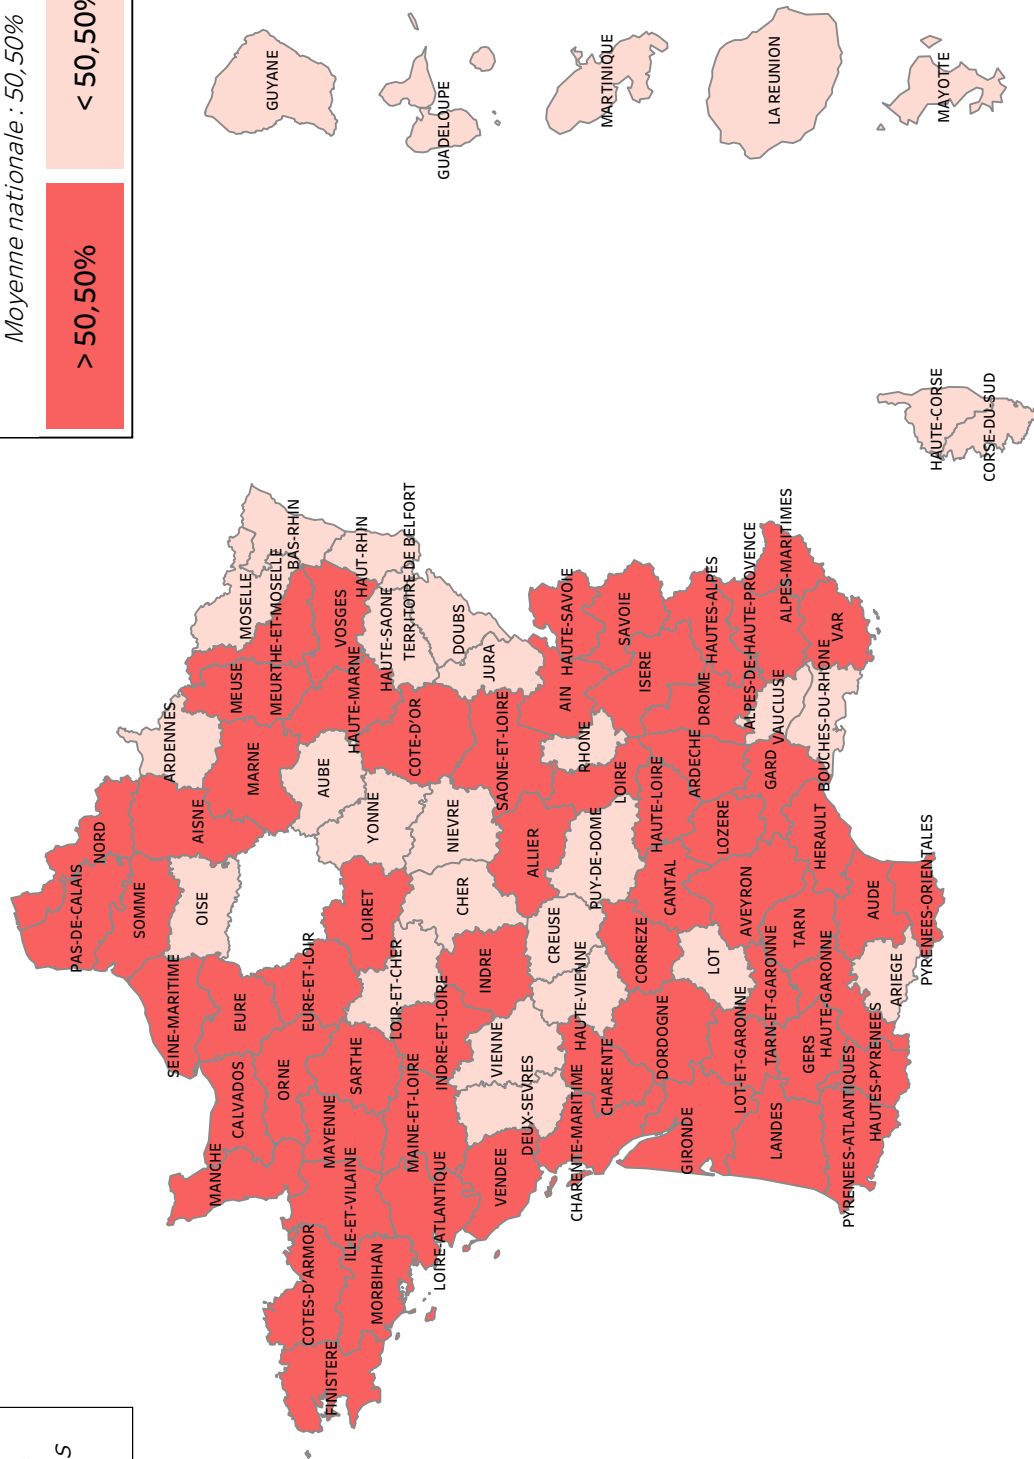 Moyenne nationale : 50,50%
> 50,50%
< 50,50%
S
GUYANE
GUADELOUPE
MARTINIQUE
LA REUNION
MAYOTTE
HAUTE-CORSE
CORSE-DU-SUD
PAS-DE-CALAIS
NORD
SOMME
AISNE
ARDENNES
OISE
SEINE-MARITIME
EURE
CALVADOS
MANCHE
ORNE
EURE-ET-LOIR
MARNE
MEUSE
MEURTHE-ET-MOSELLE
MOSELLE
BAS-RHIN
HAUT-RHIN
VOSGES
HAUTE-MARNE
AUBE
HAUTE-SAONE
TERRITOIRE DE BELFORT
DOUBS
JURA
COTE-D'OR
YONNE
NIEVRE
LOIRET
LOIR-ET-CHER
CHER
SARTHE
MAYENNE
ILLE-ET-VILAINE
COTES-D'ARMOR
FINISTERE
MORBIHAN
LOIRE-ATLANTIQUE
MAINE-ET-LOIRE
INDRE-ET-LOIRE
INDRE
VIENNE
DEUX-SEVRES
VENDEE
CHARENTE-MARITIME
CHARENTE
HAUTE-VIENNE
CREUSE
ALLIER
SAONE-ET-LOIRE
AIN
HAUTE-SAVOIE
SAVOIE
RHONE
LOIRE
PUY-DE-DOME
CORREZE
CANTAL
HAUTE-LOIRE
ARDECHE
DROME
ISERE
HAUTES-ALPES
ALPES-DE-HAUTE-PROVENCE
ALPES-MARITIMES
VAR
VAUCLUSE
BOUCHES-DU-RHONE
GARD
LOZERE
AVEYRON
LOT
DORDOGNE
GIRONDE
LOT-ET-GARONNE
TARN-ET-GARONNE
TARN
HERAULT
AUDE
PYRENEES-ORIENTALES
ARIEGE
HAUTE-GARONNE
GERS
LANDES
PYRENEES-ATLANTIQUES
HAUTES-PYRENEES